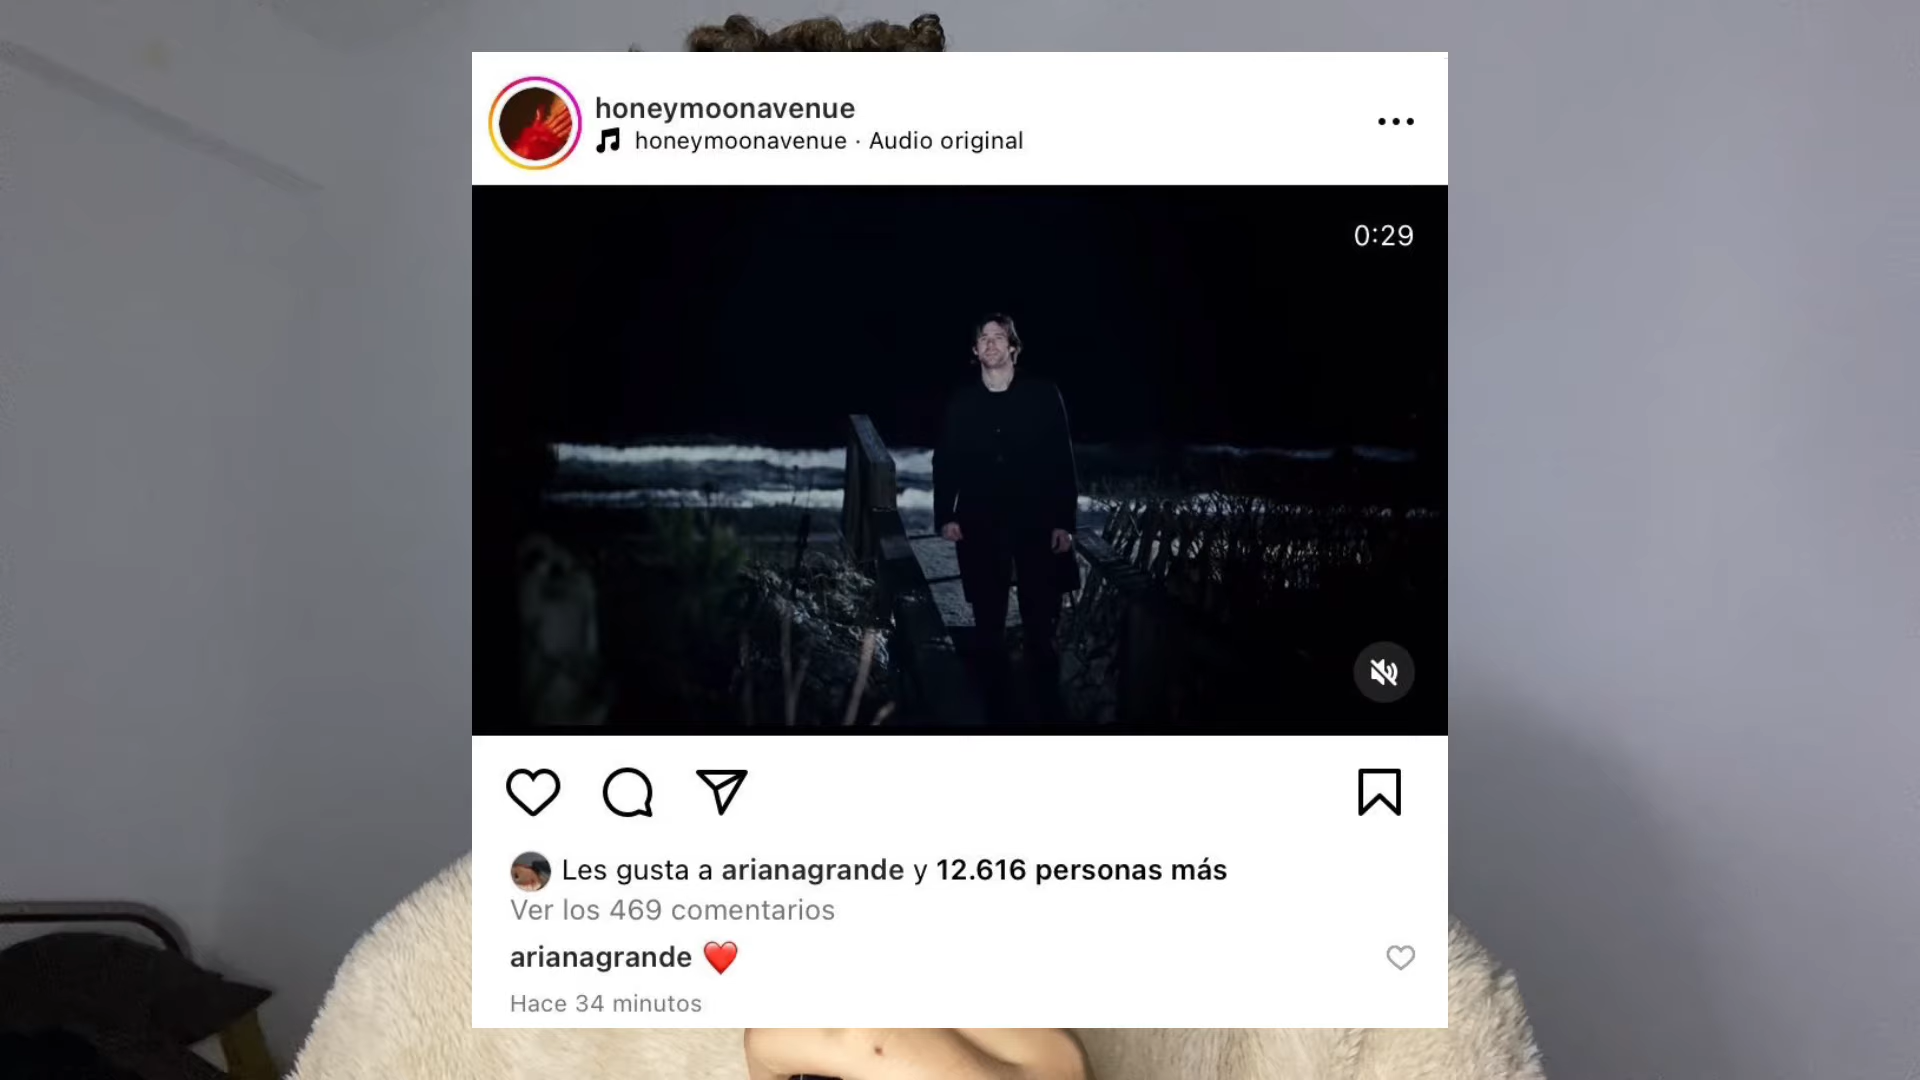 honeymoonavenue
honeymoonavenue · Audio original
0:29
Les gusta a arianagrande y 12.616 personas más
Ver los 469 comentarios
arianagrande ❤️
Hace 34 minutos